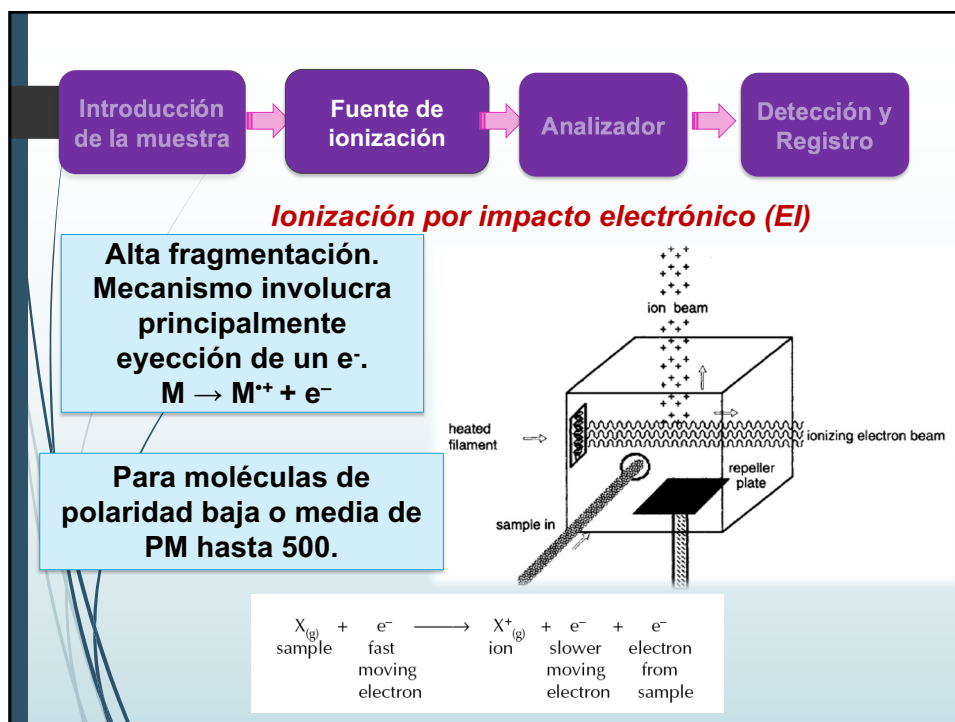 Introducción
de la muestra
Fuente de
ionización
Analizador
Detección y
Registro
Ionización por impacto electrónico (EI)
Alta fragmentación.
Mecanismo involucra
principalmente
eyección de un e-.
M → M•+ + e–
Para moléculas de
polaridad baja o media de
PM hasta 500.
ion beam
heated
filament
ionizing electron beam
repeller
plate
sample in
X(g) + e– ⟶ X+(g) + e– + e–
sample fast ion slower electron
moving moving from
electron electron sample